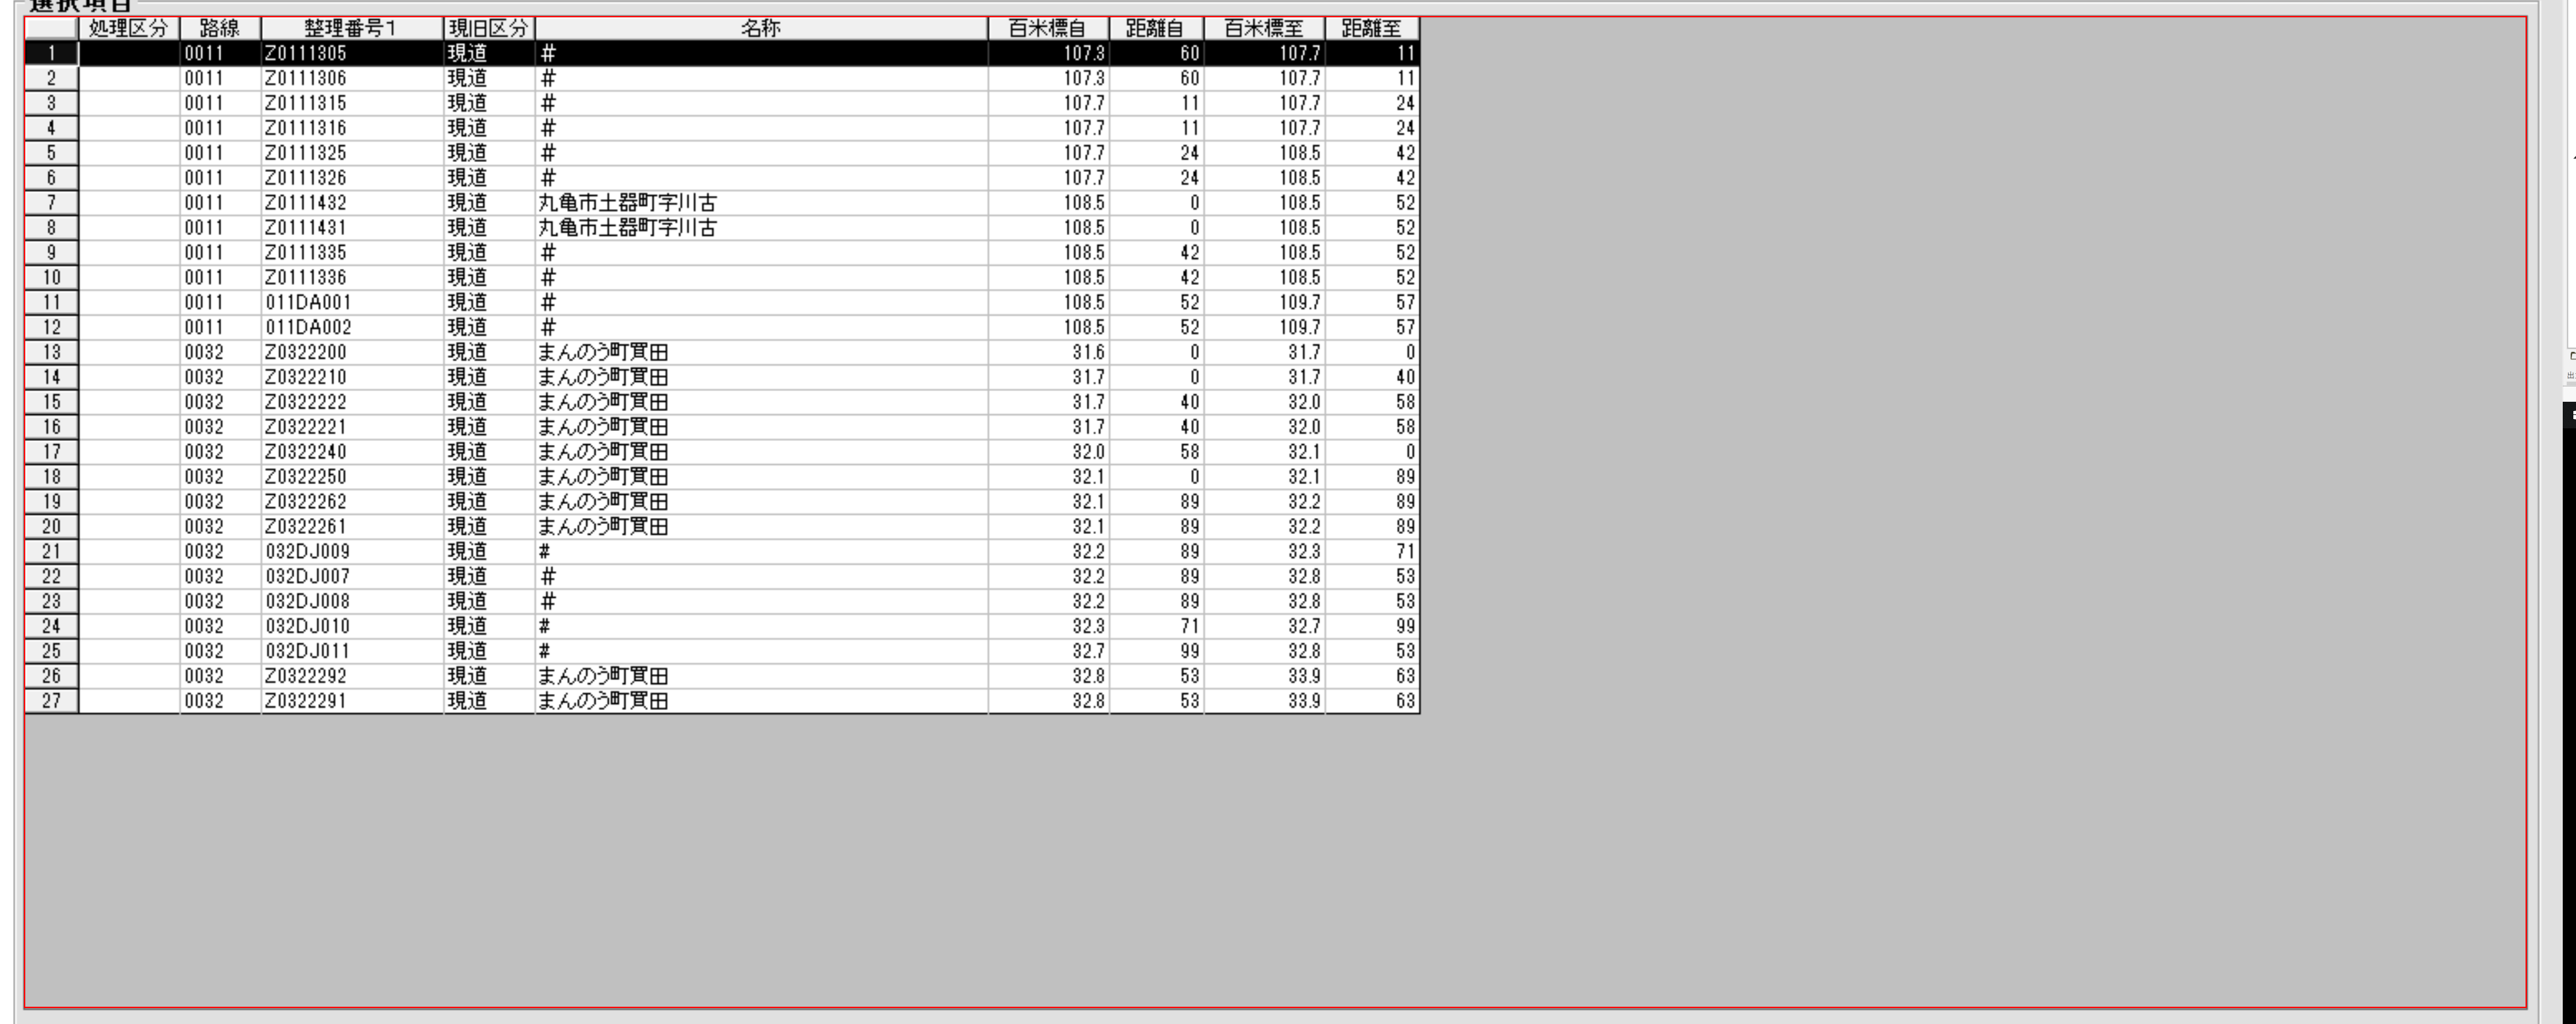 選択項目
処理区分 路線 整理番号1 現旧区分 名称 百米標自 距離自 百米標至 距離至
1 0011 Z0111305 現道 ＃ 107.3 60 107.7 11
2 0011 Z0111306 現道 ＃ 107.3 60 107.7 11
3 0011 Z0111315 現道 ＃ 107.7 11 107.7 24
4 0011 Z0111316 現道 ＃ 107.7 11 107.7 24
5 0011 Z0111325 現道 ＃ 107.7 24 108.5 42
6 0011 Z0111326 現道 ＃ 107.7 24 108.5 42
7 0011 Z0111432 現道 丸亀市土器町字川古 108.5 0 108.5 52
8 0011 Z0111431 現道 丸亀市土器町字川古 108.5 0 108.5 52
9 0011 Z0111335 現道 ＃ 108.5 42 108.5 52
10 0011 Z0111336 現道 ＃ 108.5 42 108.5 52
11 0011 011DA001 現道 ＃ 108.5 52 109.7 57
12 0011 011DA002 現道 ＃ 108.5 52 109.7 57
13 0032 Z0322200 現道 まんのう町買田 31.6 0 31.7 0
14 0032 Z0322210 現道 まんのう町買田 31.7 0 31.7 40
15 0032 Z0322222 現道 まんのう町買田 31.7 40 32.0 58
16 0032 Z0322221 現道 まんのう町買田 31.7 40 32.0 58
17 0032 Z0322240 現道 まんのう町買田 32.0 58 32.1 0
18 0032 Z0322250 現道 まんのう町買田 32.1 0 32.1 89
19 0032 Z0322262 現道 まんのう町買田 32.1 89 32.2 89
20 0032 Z0322261 現道 まんのう町買田 32.1 89 32.2 89
21 0032 032DJ009 現道 # 32.2 89 32.3 71
22 0032 032DJ007 現道 ＃ 32.2 89 32.8 53
23 0032 032DJ008 現道 ＃ 32.2 89 32.8 53
24 0032 032DJ010 現道 # 32.3 71 32.7 99
25 0032 032DJ011 現道 # 32.7 99 32.8 53
26 0032 Z0322292 現道 まんのう町買田 32.8 53 33.9 63
27 0032 Z0322291 現道 まんのう町買田 32.8 53 33.9 63